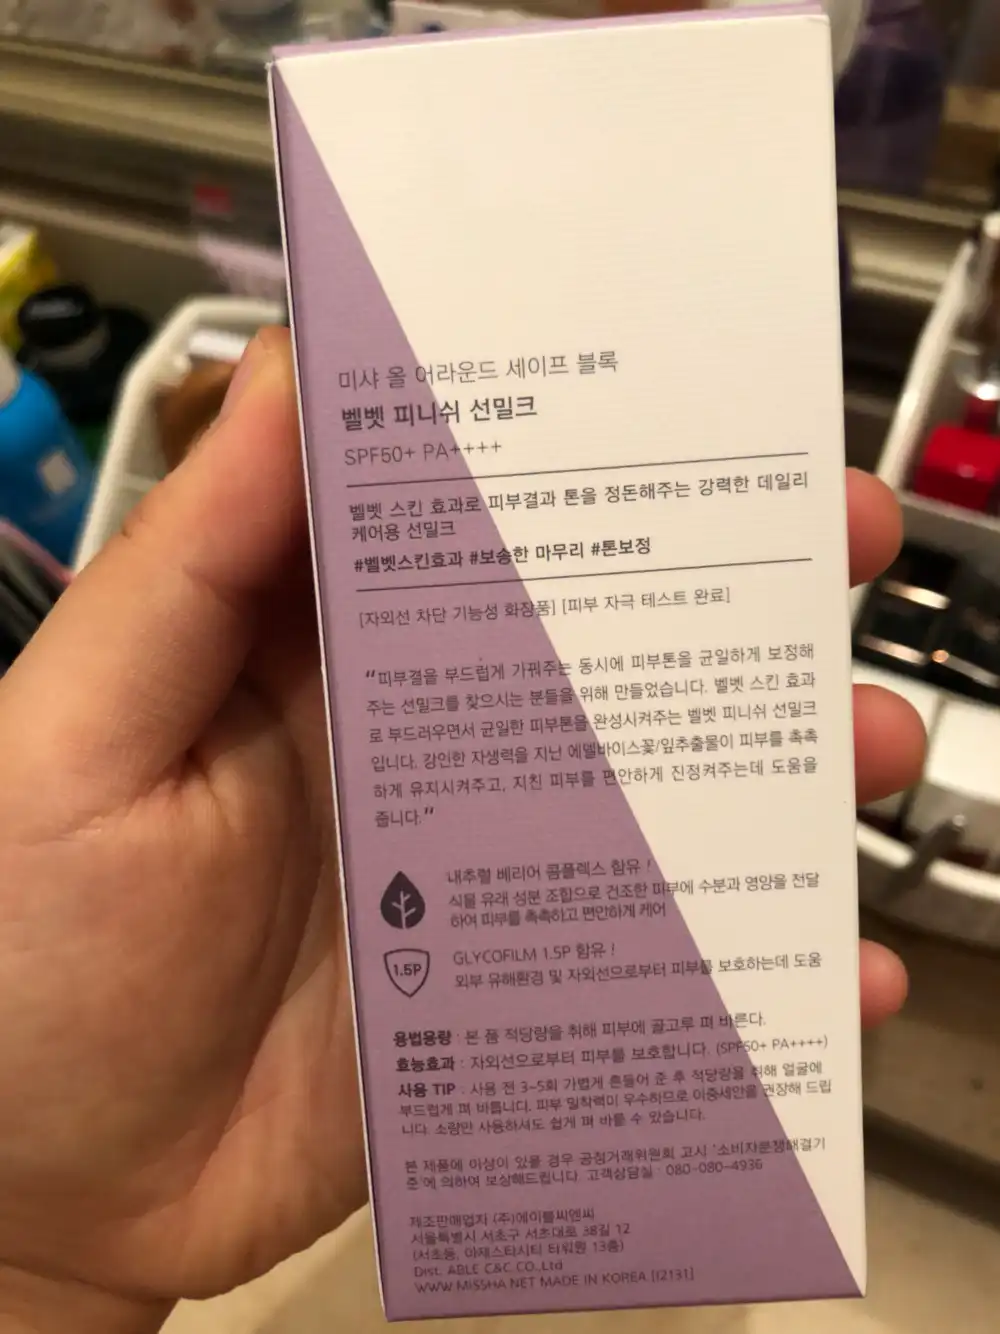 미샤 올 어라운드 세이프 블록
벨벳 피니쉬 선밀크
SPF50+ PA++++
벨벳 스킨 효과로 피부결과 톤을 정돈해주는 강력한 데일리
케어용 선밀크
#벨벳스킨효과 #보송한 마무리 #톤보정
[자외선 차단 기능성 화장품] [피부 자극 테스트 완료]
“피부결을 부드럽게 가꿔주는 동시에 피부톤을 균일하게 보정해
주는 선밀크를 찾으시는 분들을 위해 만들었습니다. 벨벳 스킨 효과
로 부드러우면서 균일한 피부톤을 완성시켜주는 벨벳 피니쉬 선밀크
입니다. 강인한 자생력을 지닌 에델바이스꽃/잎추출물이 피부를 촉촉
하게 유지시켜주고, 지친 피부를 편안하게 진정켜주는데 도움을
줍니다.”
내추럴 베리어 콤플렉스 함유 !
식물 유래 성분 조합으로 건조한 피부에 수분과 영양을 전달
하여 피부를 촉촉하고 편안하게 케어
1.5P
GLYCOFILM 1.5P 함유 !
외부 유해환경 및 자외선으로부터 피부를 보호하는데 도움
용법용량 : 본 품 적당량을 취해 피부에 골고루 펴 바른다.
효능효과 : 자외선으로부터 피부를 보호합니다. (SPF50+ PA++++)
사용 TIP : 사용 전 3~5회 가볍게 흔들어 준 후 적당량을 취해 얼굴에
부드럽게 펴 바릅니다. 피부 밀착력이 우수하므로 이중세안을 권장해 드립
니다. 소량만 사용하셔도 쉽게 펴 바를 수 있습니다.
본 제품에 이상이 있을 경우 공정거래위원회 고시 '소비자분쟁해결기
준'에 의하여 보상해드립니다. 고객상담실 : 080-080-4936
제조판매업자 (주)에이블씨엔씨
서울특별시 서초구 서초대로 38길 12
(서초동, 마제스타시티 타워원 13층)
Dist. ABLE C&C CO.,Ltd
WWW.MISSHA.NET MADE IN KOREA [I2131]